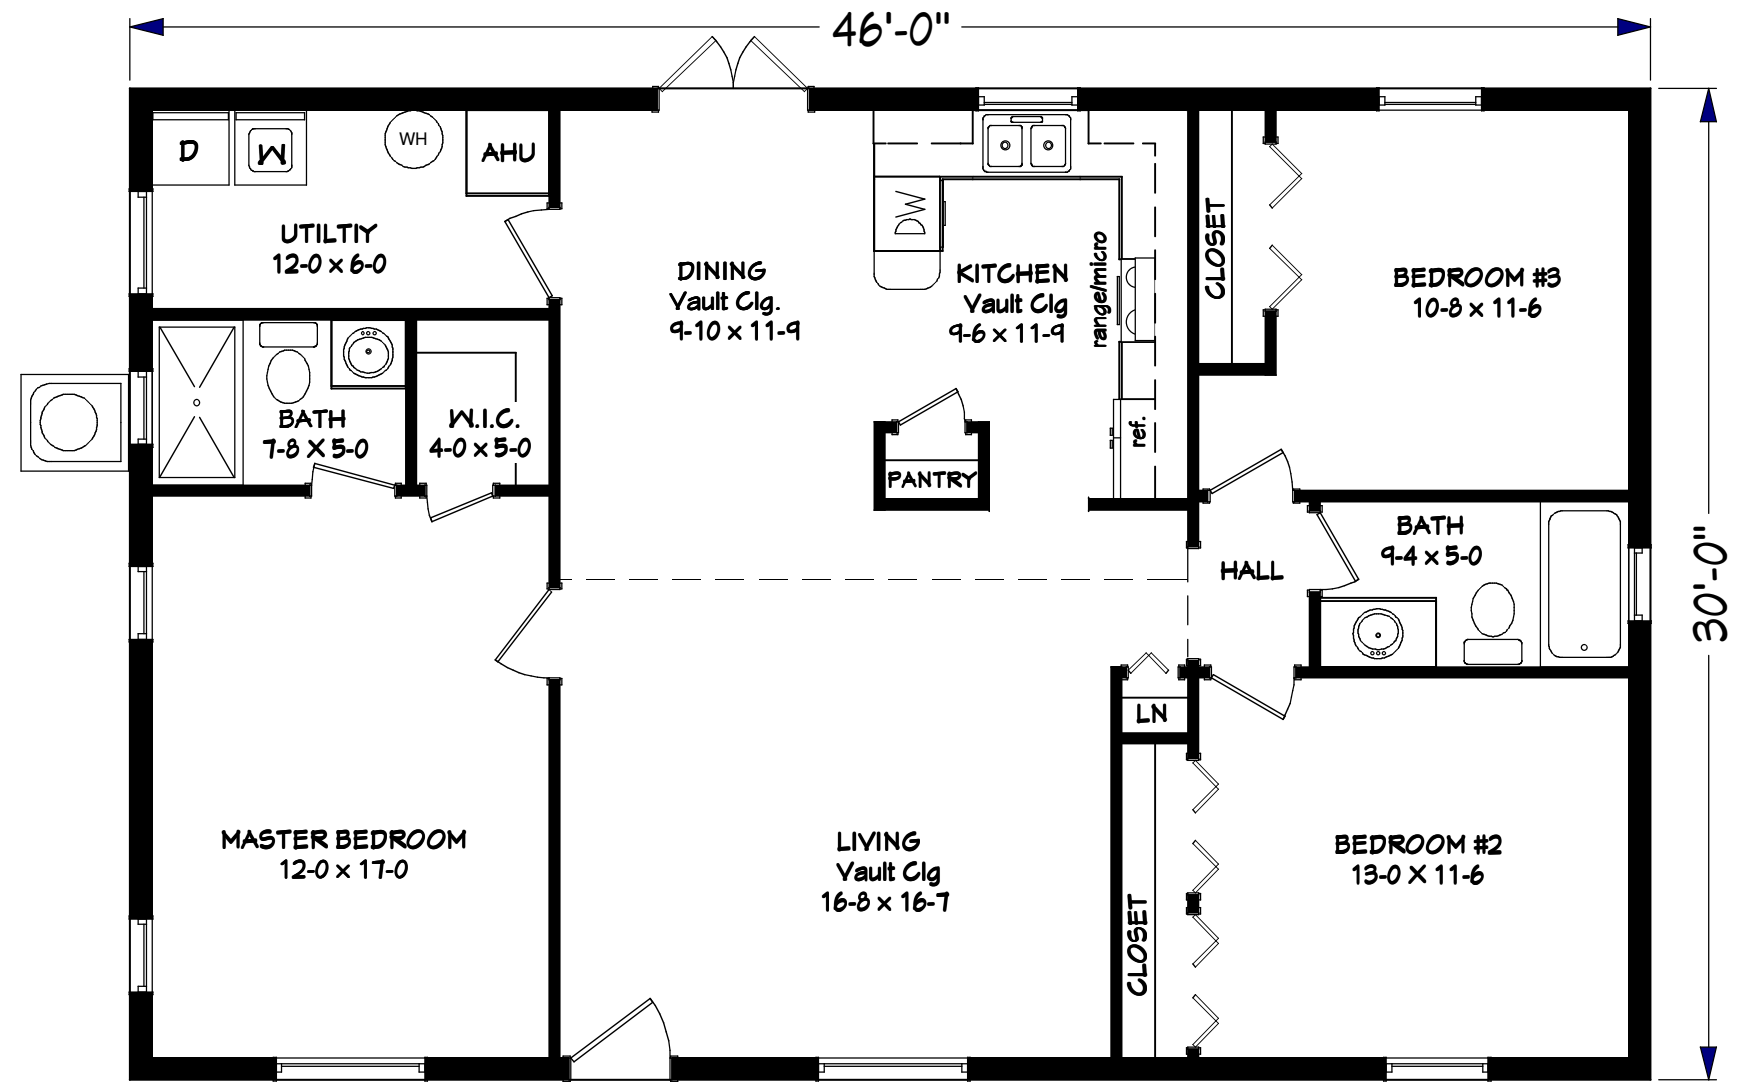 46'-0"
D
W
WH
AHU
UTILTIY
12-0 x 6-0
DINING
Vault Clg.
9-10 x 11-9
DW
KITCHEN
Vault Clg
9-6 x 11-9
range/micro
ref.
CLOSET
BEDROOM #3
10-8 x 11-6
BATH
7-8 X 5-0
W.I.C.
4-0 x 5-0
PANTRY
HALL
BATH
9-4 x 5-0
30'-0"
LN
MASTER BEDROOM
12-0 x 17-0
LIVING
Vault Clg
16-8 x 16-7
CLOSET
BEDROOM #2
13-0 X 11-6